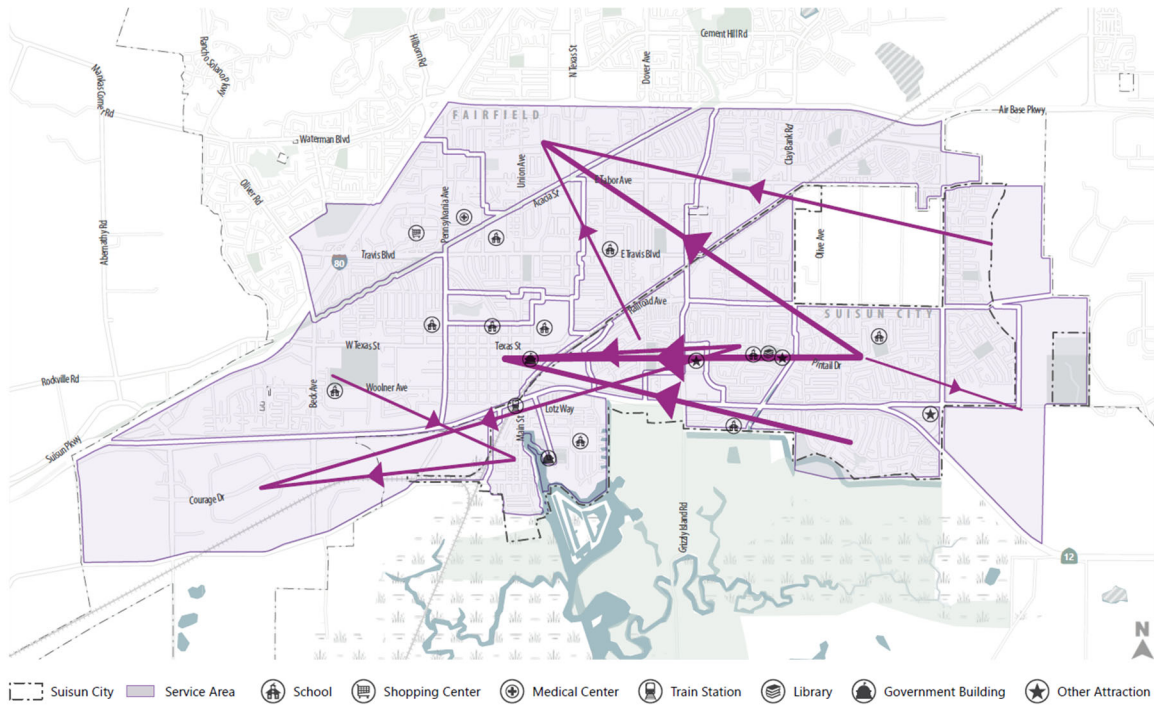 Cement Hill Rd
Rancho Solano Pkwy
Hilborn Rd
N Texas St
Dover Ave
Mankas Corner Rd
Air Base Pkwy
FAIRFIELD
Waterman Blvd
Clay Bank Rd
Union Ave
E Tabor Ave
Oliver Rd
Acacia St
Pennsylvania Ave
Abernathy Rd
Travis Blvd
E Travis Blvd
Olive Ave
80
Railroad Ave
SUISUN CITY
W Texas St
Texas St
Pintail Dr
Rockville Rd
Beck Ave
Woolner Ave
Lotz Way
Main St
Suisun Pkwy
Courage Dr
Grizzly Island Rd
12
N
Suisun City
Service Area
School
Shopping Center
Medical Center
Train Station
Library
Government Building
Other Attraction